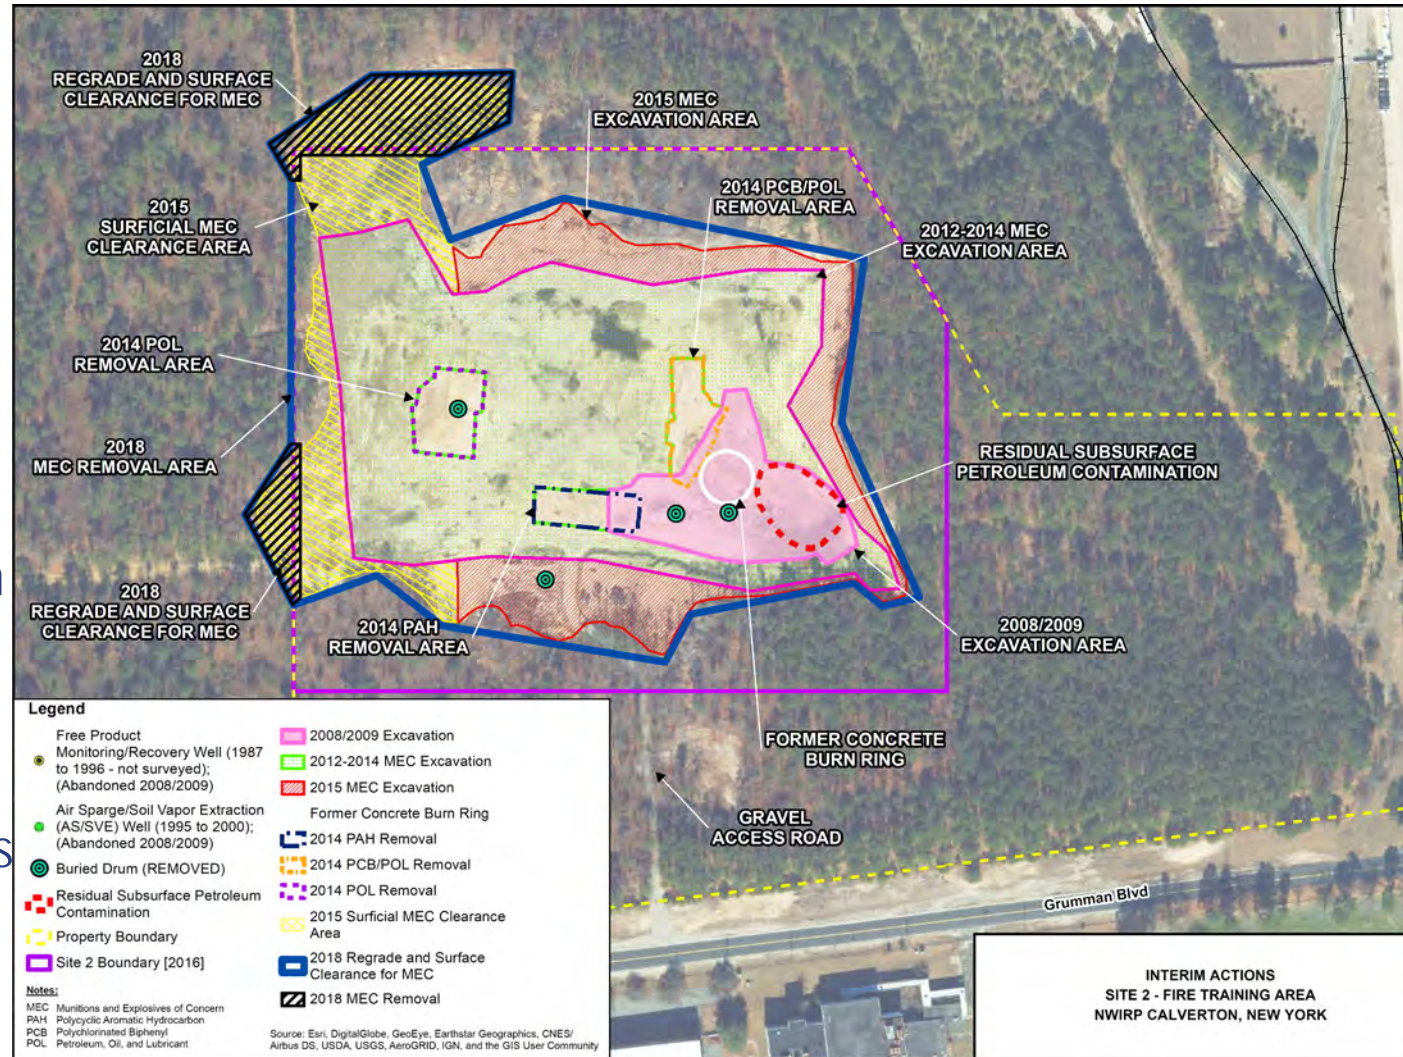 2018
REGRADE AND SURFACE
CLEARANCE FOR MEC
2015 MEC
EXCAVATION AREA
2014 PCB/POL
REMOVAL AREA
2015
SURFICIAL MEC
CLEARANCE AREA
2012-2014 MEC
EXCAVATION AREA
2014 POL
REMOVAL AREA
2018
MEC REMOVAL AREA
RESIDUAL SUBSURFACE
PETROLEUM CONTAMINATION
2018
REGRADE AND SURFACE
CLEARANCE FOR MEC
2014 PAH
REMOVAL AREA
2008/2009
EXCAVATION AREA
FORMER CONCRETE
BURN RING
GRAVEL
ACCESS ROAD
Grumman Blvd
Legend
Free Product
Monitoring/Recovery Well (1987
to 1996 - not surveyed);
(Abandoned 2008/2009)
Air Sparge/Soil Vapor Extraction
(AS/SVE) Well (1995 to 2000);
(Abandoned 2008/2009)
Buried Drum (REMOVED)
Residual Subsurface Petroleum
Contamination
Property Boundary
Site 2 Boundary [2016]
2008/2009 Excavation
2012-2014 MEC Excavation
2015 MEC Excavation
Former Concrete Burn Ring
2014 PAH Removal
2014 PCB/POL Removal
2014 POL Removal
2015 Surficial MEC Clearance
Area
2018 Regrade and Surface
Clearance for MEC
2018 MEC Removal
Notes:
MEC Munitions and Explosives of Concern
PAH Polycyclic Aromatic Hydrocarbon
PCB Polychlorinated Biphenyl
POL Petroleum, Oil, and Lubricant
Source: Esri, DigitalGlobe, GeoEye, Earthstar Geographics, CNES/
Airbus DS, USDA, USGS, AeroGRID, IGN, and the GIS User Community
INTERIM ACTIONS
SITE 2 - FIRE TRAINING AREA
NWIRP CALVERTON, NEW YORK